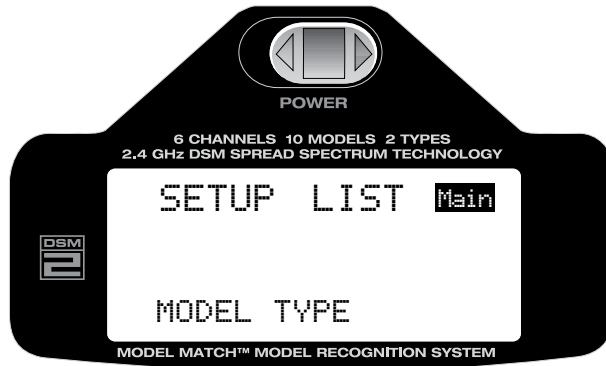 POWER
6 CHANNELS 10 MODELS 2 TYPES
2.4 GHz DSM SPREAD SPECTRUM TECHNOLOGY
SETUP LIST Main
DSM
2
MODEL TYPE
MODEL MATCH™ MODEL RECOGNITION SYSTEM